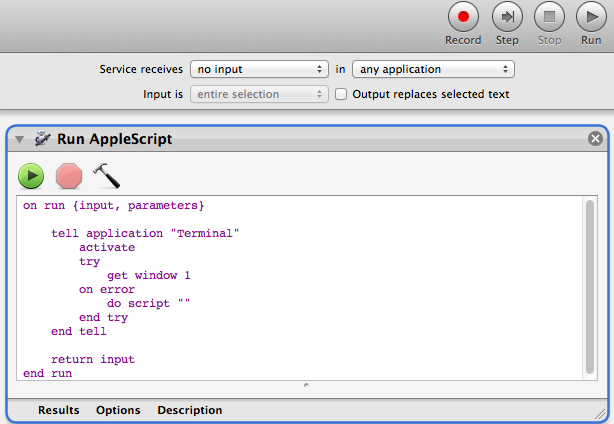 Record Step Stop Run
Service receives no input in any application
Input is entire selection Output replaces selected text
Run AppleScript
on run {input, parameters}
tell application "Terminal"
activate
try
get window 1
on error
do script ""
end try
end tell
return input
end run
Results Options Description